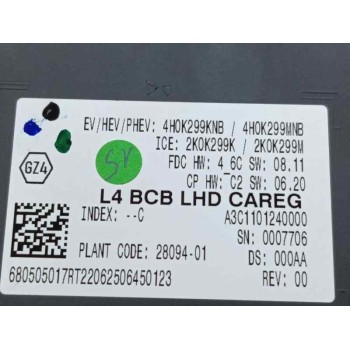 EV/HEV/PHEV: 4H0K299KNB / 4H0K299MNB
ICE: 2K0K299K / 2K0K299M
FDC HW: 4_6C SW: 08.11
CP HW: C2 SW: 06.20
GZ4
SV
L4 BCB LHD CAREG
INDEX: --C
A3C1101240000
SN: 0007706
PLANT CODE: 28094-01
DS: 000AA
680505017RT22062506450123
REV: 00